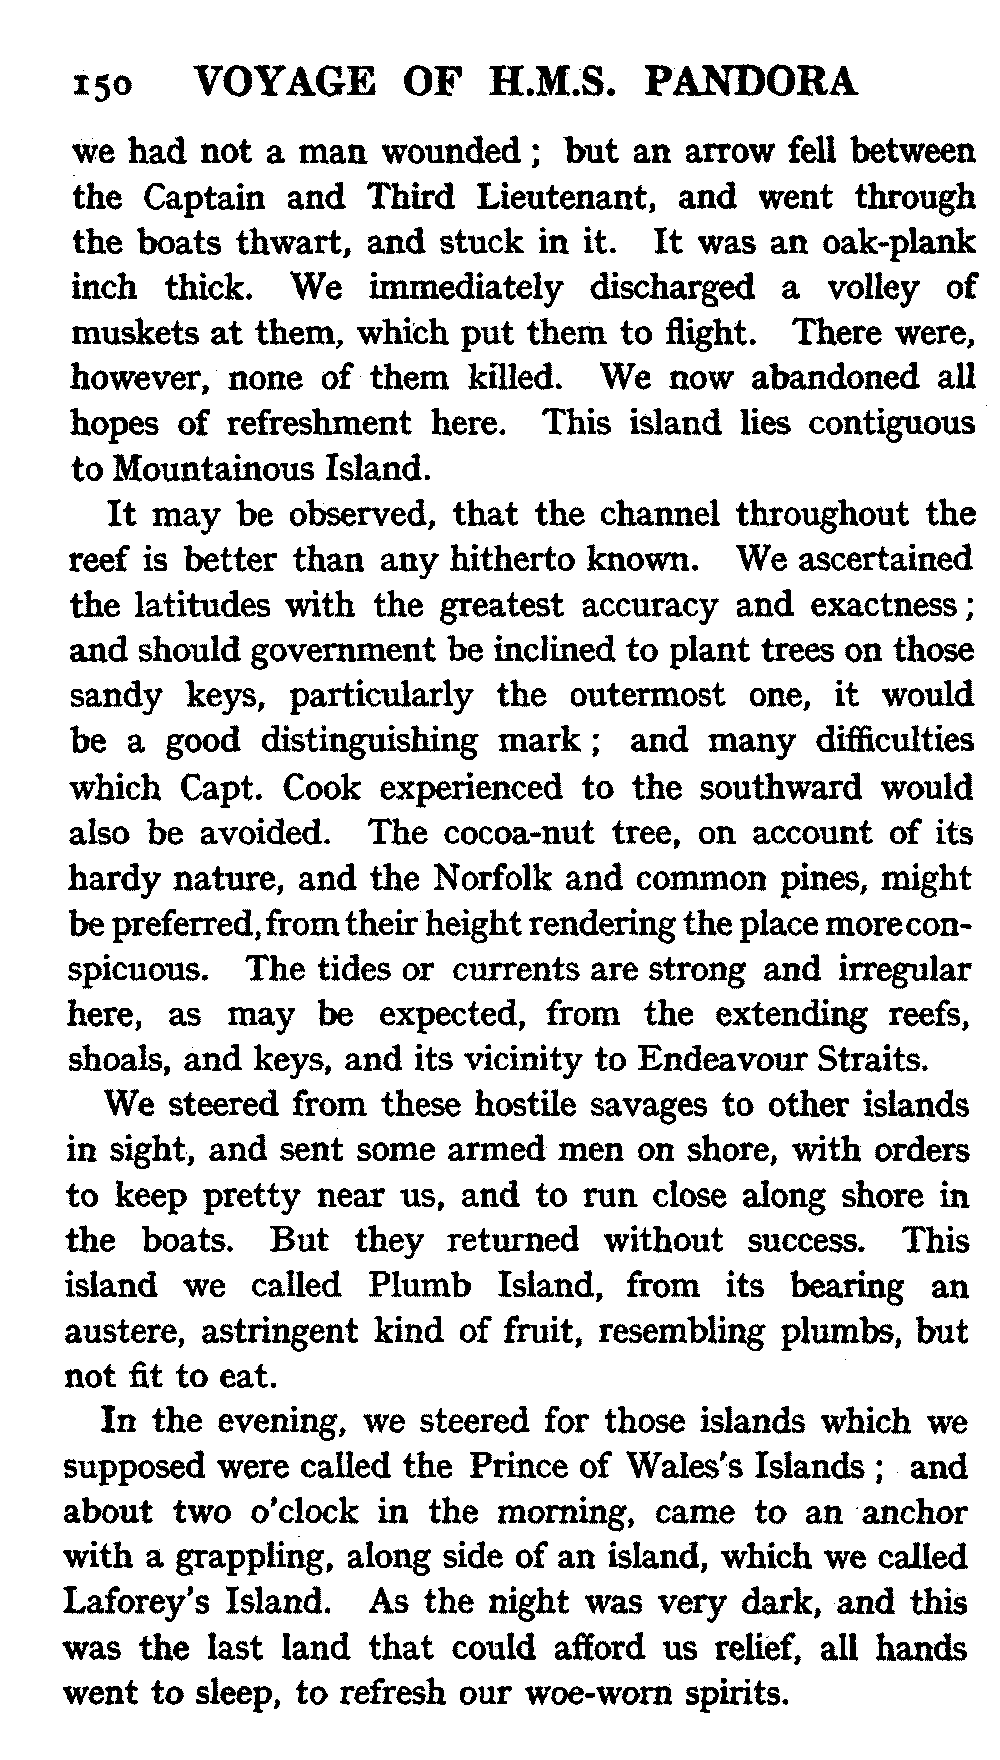 150 VOYAGE OF H.M.S. PANDORA
we had not a man wounded ; but an arrow fell between
the Captain and Third Lieutenant, and went through
the boats thwart, and stuck in it. It was an oak-plank
inch thick. We immediately discharged a volley of
muskets at them, which put them to flight. There were,
however, none of them killed. We now abandoned all
hopes of refreshment here. This island lies contiguous
to Mountainous Island.
It may be observed, that the channel throughout the
reef is better than any hitherto known. We ascertained
the latitudes with the greatest accuracy and exactness ;
and should government be inclined to plant trees on those
sandy keys, particularly the outermost one, it would
be a good distinguishing mark ; and many difficulties
which Capt. Cook experienced to the southward would
also be avoided. The cocoa-nut tree, on account of its
hardy nature, and the Norfolk and common pines, might
be preferred, from their height rendering the place more con-
spicuous. The tides or currents are strong and irregular
here, as may be expected, from the extending reefs,
shoals, and keys, and its vicinity to Endeavour Straits.
We steered from these hostile savages to other islands
in sight, and sent some armed men on shore, with orders
to keep pretty near us, and to run close along shore in
the boats. But they returned without success. This
island we called Plumb Island, from its bearing an
austere, astringent kind of fruit, resembling plumbs, but
not fit to eat.
In the evening, we steered for those islands which we
supposed were called the Prince of Wales's Islands ; and
about two o'clock in the morning, came to an anchor
with a grappling, along side of an island, which we called
Laforey's Island. As the night was very dark, and this
was the last land that could afford us relief, all hands
went to sleep, to refresh our woe-worn spirits.